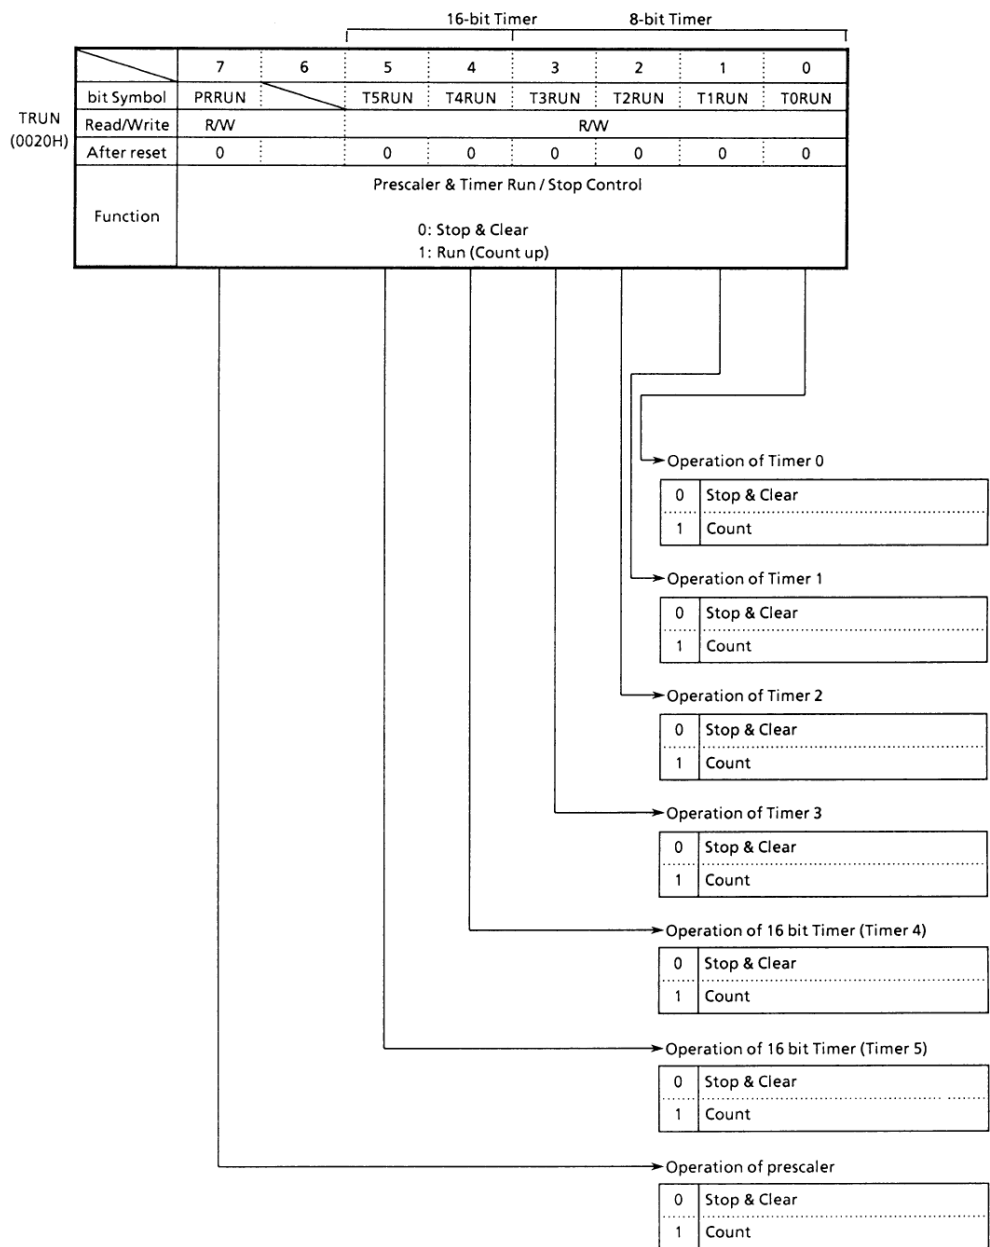 16-bit Timer 8-bit Timer
7 6 5 4 3 2 1 0
bit Symbol PRRUN T5RUN T4RUN T3RUN T2RUN T1RUN T0RUN
TRUN
(0020H)
Read/Write R/W R/W
After reset 0 0 0 0 0 0 0
Function
Prescaler & Timer Run / Stop Control
0: Stop & Clear
1: Run (Count up)
Operation of Timer 0
0 Stop & Clear
1 Count
Operation of Timer 1
0 Stop & Clear
1 Count
Operation of Timer 2
0 Stop & Clear
1 Count
Operation of Timer 3
0 Stop & Clear
1 Count
Operation of 16 bit Timer (Timer 4)
0 Stop & Clear
1 Count
Operation of 16 bit Timer (Timer 5)
0 Stop & Clear
1 Count
Operation of prescaler
0 Stop & Clear
1 Count